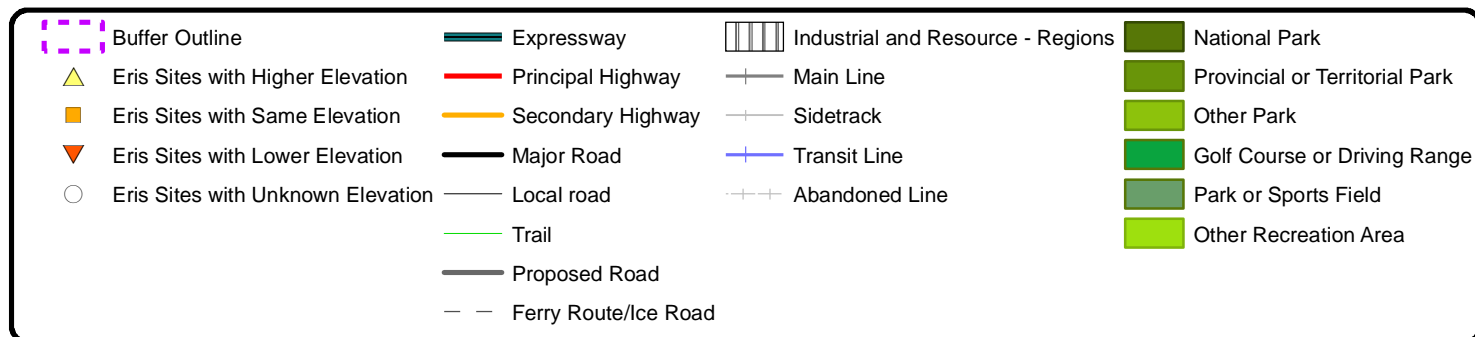 Buffer Outline
Eris Sites with Higher Elevation
Eris Sites with Same Elevation
Eris Sites with Lower Elevation
Eris Sites with Unknown Elevation
Expressway
Principal Highway
Secondary Highway
Major Road
Local road
Trail
Proposed Road
Ferry Route/Ice Road
Industrial and Resource - Regions
Main Line
Sidetrack
Transit Line
Abandoned Line
National Park
Provincial or Territorial Park
Other Park
Golf Course or Driving Range
Park or Sports Field
Other Recreation Area